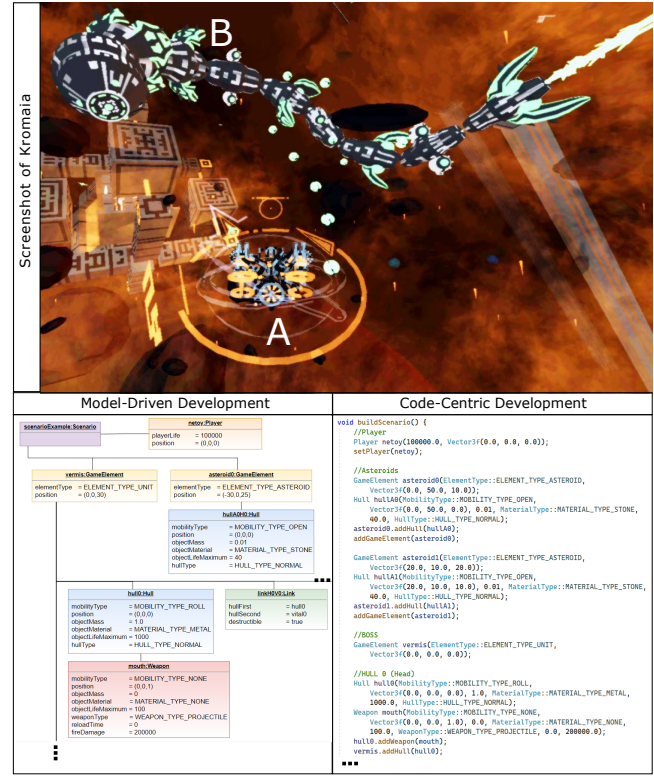 Screenshot of Kromaia
B
A
Model-Driven Development
Code-Centric Development
scenarioExample:Scenario
netoy:Player
playerLife = 100000
position = (0,0,0)
vermis:GameElement
elementType = ELEMENT_TYPE_UNIT
position = (0,0,30)
asteroid0:GameElement
elementType = ELEMENT_TYPE_ASTEROID
position = (-30,0,25)
hullA0H0:Hull
mobilityType = MOBILITY_TYPE_OPEN
position = (0,0,0)
objectMass = 0.01
objectMaterial = MATERIAL_TYPE_STONE
objectLifeMaximum = 40
hullType = HULL_TYPE_NORMAL
hull0:Hull
mobilityType = MOBILITY_TYPE_ROLL
position = (0,0,0)
objectMass = 1.0
objectMaterial = MATERIAL_TYPE_METAL
objectLifeMaximum = 1000
hullType = HULL_TYPE_NORMAL
linkH0V0:Link
hullFirst = hull0
hullSecond = vital0
destructible = true
mouth:Weapon
mobilityType = MOBILITY_TYPE_NONE
position = (0,0,1)
objectMass = 0
objectMaterial = MATERIAL_TYPE_NONE
objectLifeMaximum = 100
weaponType = WEAPON_TYPE_PROJECTILE
reloadTime = 0
fireDamage = 200000
void buildScenario() {
//Player
Player netoy(100000.0, Vector3f(0.0, 0.0, 0.0));
setPlayer(netoy);
//Asteroids
GameElement asteroid0(ElementType::ELEMENT_TYPE_ASTEROID,
Vector3f(0.0, 50.0, 10.0));
Hull hullA0(MobilityType::MOBILITY_TYPE_OPEN,
Vector3f(0.0, 50.0, 0.0), 0.01, MaterialType::MATERIAL_TYPE_STONE,
40.0, HullType::HULL_TYPE_NORMAL);
asteroid0.addHull(hullA0);
addGameElement(asteroid0);
GameElement asteroid1(ElementType::ELEMENT_TYPE_ASTEROID,
Vector3f(20.0, 10.0, 20.0));
Hull hullA1(MobilityType::MOBILITY_TYPE_OPEN,
Vector3f(20.0, 10.0, 10.0), 0.01, MaterialType::MATERIAL_TYPE_STONE,
40.0, HullType::HULL_TYPE_NORMAL);
asteroid1.addHull(hullA1);
addGameElement(asteroid1);
//BOSS
GameElement vermis(ElementType::ELEMENT_TYPE_UNIT,
Vector3f(0.0, 0.0, 0.0));
//HULL 0 (Head)
Hull hull0(MobilityType::MOBILITY_TYPE_ROLL,
Vector3f(0.0, 0.0, 0.0), 1.0, MaterialType::MATERIAL_TYPE_METAL,
1000.0, HullType::HULL_TYPE_NORMAL);
Weapon mouth(MobilityType::MOBILITY_TYPE_NONE,
Vector3f(0.0, 0.0, 1.0), 0.0, MaterialType::MATERIAL_TYPE_NONE,
100.0, WeaponType::WEAPON_TYPE_PROJECTILE, 0.0, 200000.0);
hull0.addWeapon(mouth);
vermis.addHull(hull0);